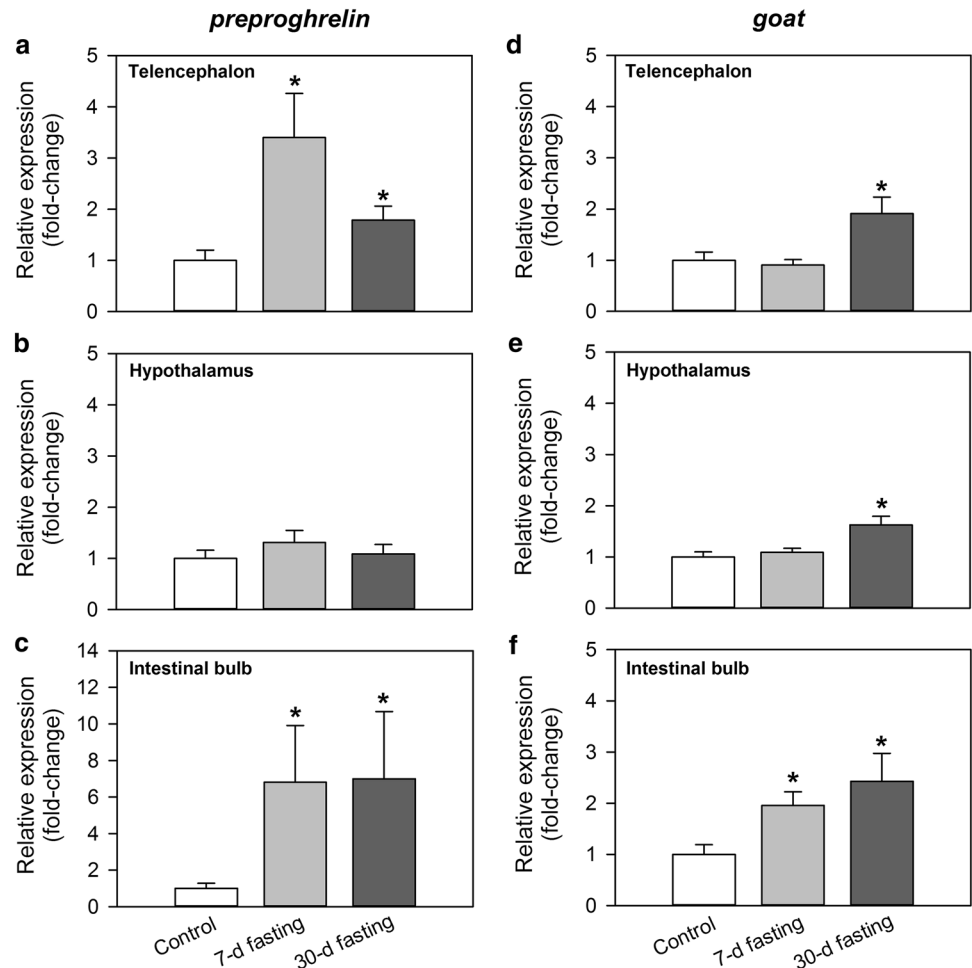 preproghrelin
goat
a
Telencephalon
Relative expression
(fold-change)
5
4
3
2
1
0
*
*
d
Telencephalon
Relative expression
(fold-change)
5
4
3
2
1
0
*
b
Hypothalamus
Relative expression
(fold-change)
5
4
3
2
1
0
e
Hypothalamus
Relative expression
(fold-change)
5
4
3
2
1
0
*
c
Intestinal bulb
Relative expression
(fold-change)
14
12
10
8
6
4
2
0
*
*
Control
7-d fasting
30-d fasting
f
Intestinal bulb
Relative expression
(fold-change)
5
4
3
2
1
0
*
*
Control
7-d fasting
30-d fasting